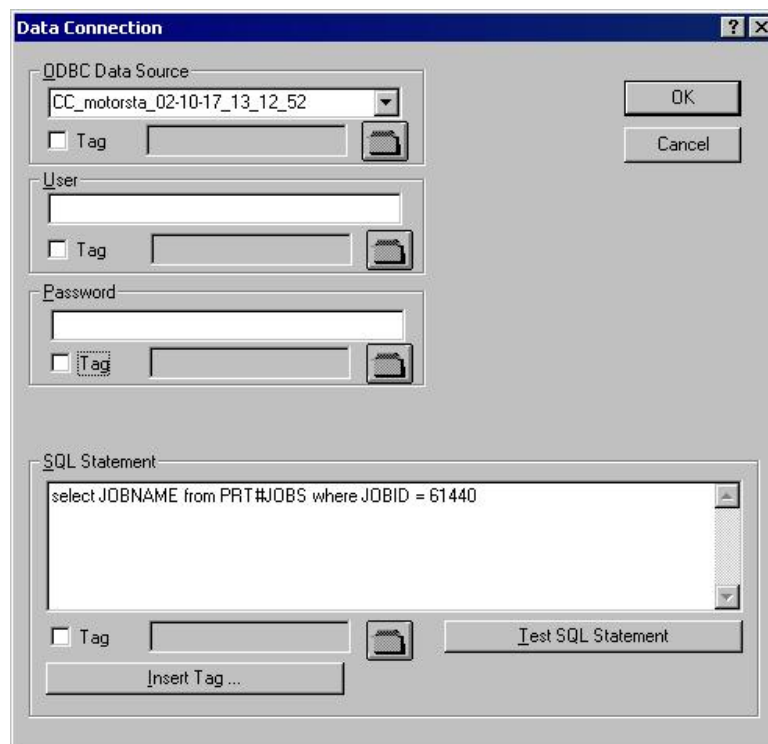 Data Connection
ODBC Data Source
CC_motorsta_02-10-17_13_12_52
Tag
OK
Cancel
User
Tag
Password
Tag
SQL Statement
select JOBNAME from PRT#JOBS where JOBID = 61440
Tag
Test SQL Statement
Insert Tag ...